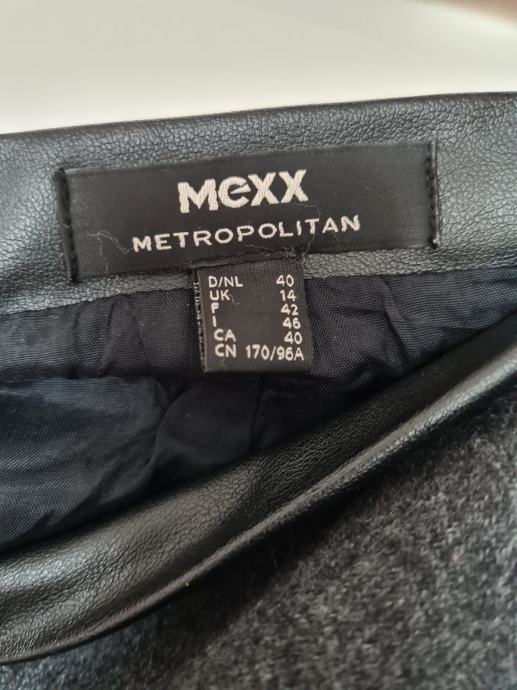 MEXX
METROPOLITAN
D/NL 40
UK 14
F 42
I 46
CA 40
CN 170/96A